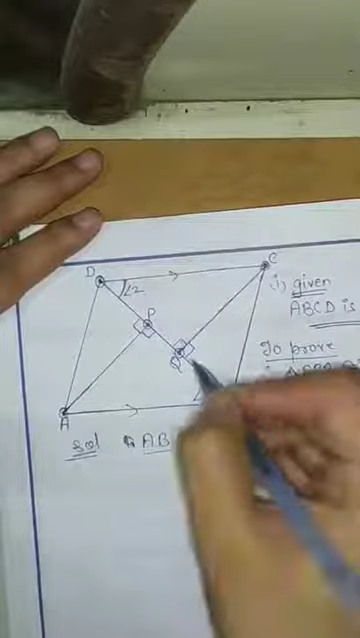 D
C
∠2
P
Q
A
i) given
ABCD is
To prove
sol AB